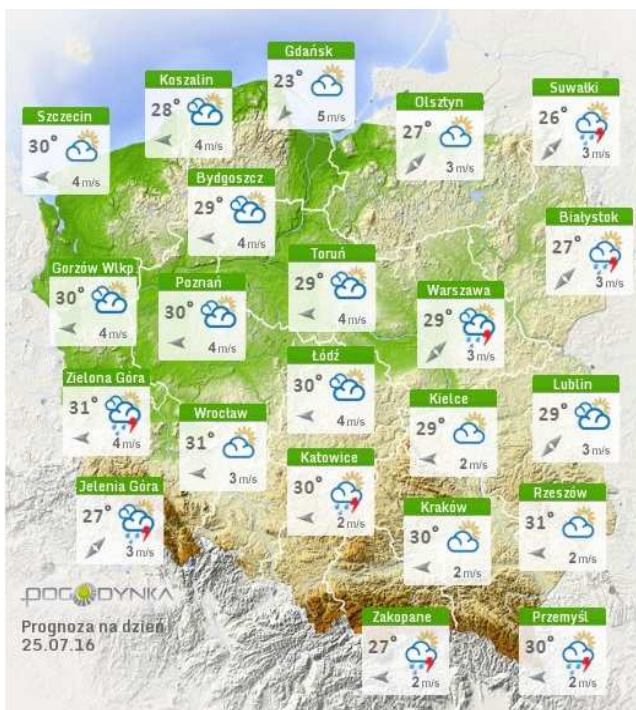 Gdańsk
23°
5 m/s
Koszalin
28°
4 m/s
Suwałki
26°
3 m/s
Olsztyn
27°
3 m/s
Szczecin
30°
4 m/s
Bydgoszcz
29°
4 m/s
Białystok
27°
3 m/s
Toruń
29°
4 m/s
Gorzów Wlkp
30°
4 m/s
Poznań
30°
4 m/s
Warszawa
29°
3 m/s
Łódź
30°
4 m/s
Zielona Góra
31°
4 m/s
Lublin
29°
3 m/s
Kielce
29°
2 m/s
Wrocław
31°
3 m/s
Katowice
30°
2 m/s
Jelenia Góra
27°
3 m/s
Rzeszów
31°
2 m/s
Kraków
30°
2 m/s
POGODYNKA
Prognoza na dzień
25.07.16
Zakopane
27°
2 m/s
Przemyśl
30°
2 m/s